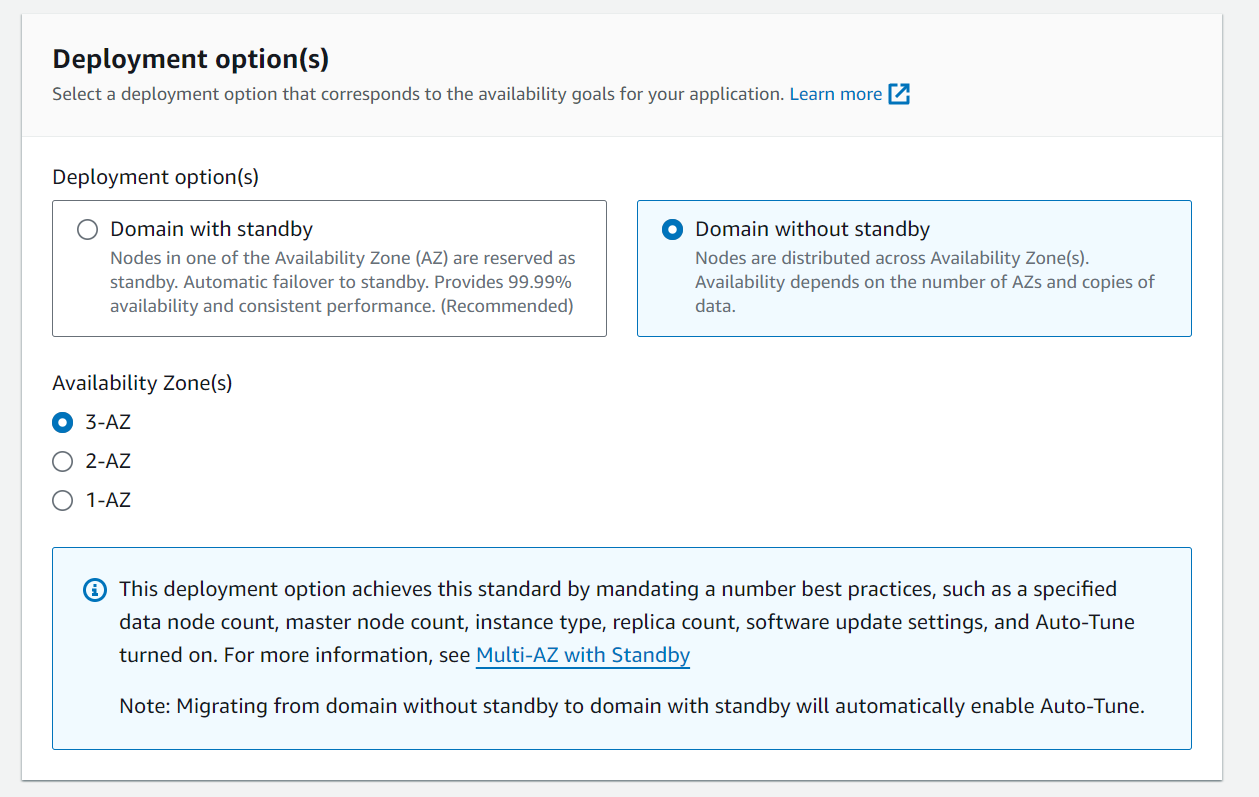 Deployment option(s)
Select a deployment option that corresponds to the availability goals for your application. Learn more
Deployment option(s)
Domain with standby
Nodes in one of the Availability Zone (AZ) are reserved as
standby. Automatic failover to standby. Provides 99.99%
availability and consistent performance. (Recommended)
Domain without standby
Nodes are distributed across Availability Zone(s).
Availability depends on the number of AZs and copies of
data.
Availability Zone(s)
3-AZ
2-AZ
1-AZ
This deployment option achieves this standard by mandating a number best practices, such as a specified
data node count, master node count, instance type, replica count, software update settings, and Auto-Tune
turned on. For more information, see Multi-AZ with Standby
Note: Migrating from domain without standby to domain with standby will automatically enable Auto-Tune.